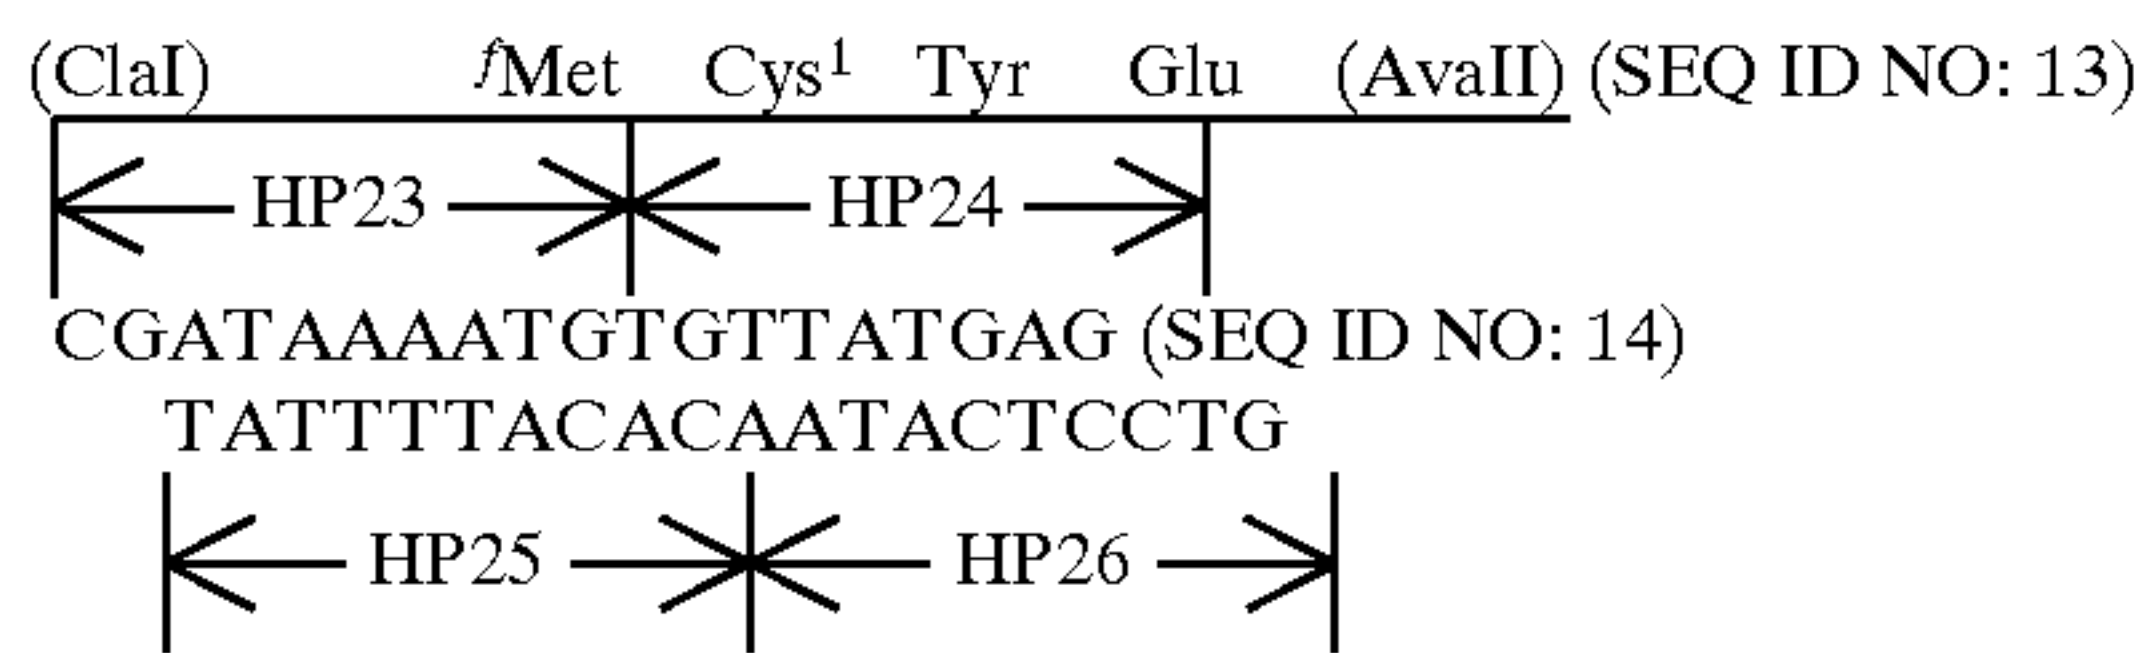 (ClaI) fMet Cys1 Tyr Glu (AvaII) (SEQ ID NO: 13)
HP23 HP24
CGATAAAATGTGTTATGAG (SEQ ID NO: 14)
TATTTTACACAATACTCCTG
HP25 HP26